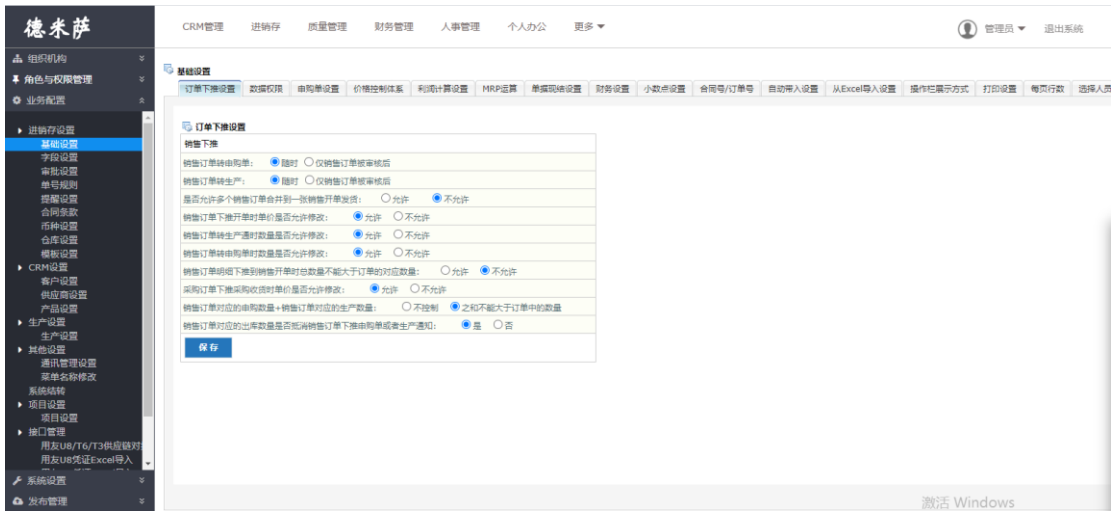 德米萨
CRM管理 进销存 质量管理 财务管理 人事管理 个人办公 更多
管理员 退出系统
组织机构
角色与权限管理
业务配置
进销存设置
基础设置
字段设置
审批设置
单号规则
提醒设置
合同条款
币种设置
仓库设置
模板设置
CRM设置
客户设置
供应商设置
产品设置
生产设置
生产设置
其他设置
通讯管理设置
菜单名称修改
系统结转
项目设置
项目设置
接口管理
用友U8/T6/T3供应链对
用友U8凭证Excel导入
系统设置
发布管理
基础设置
订单下推设置 数据权限 申购单设置 价格控制体系 利润计算设置 MRP运算 单据现结设置 财务设置 小数点设置 合同号/订单号 自动带入设置 从Excel导入设置 操作栏展示方式 打印设置 每页行数 选择人员
订单下推设置
销售下推
销售订单转申购单： 随时 仅销售订单被审核后
销售订单转生产： 随时 仅销售订单被审核后
是否允许多个销售订单合并到一张销售开单发货： 允许 不允许
销售订单下推开单时单价是否允许修改： 允许 不允许
销售订单转生产通时数量是否允许修改： 允许 不允许
销售订单转申购单时数量是否允许修改： 允许 不允许
销售订单明细下推到销售开单时总数量不能大于订单的对应数量： 允许 不允许
采购订单下推采购收货时单价是否允许修改： 允许 不允许
销售订单对应的申购数量+销售订单对应的生产数量： 不控制 之和不能大于订单中的数量
销售订单对应的出库数量是否抵消销售订单下推申购单或者生产通知： 是 否
保存
激活 Windows